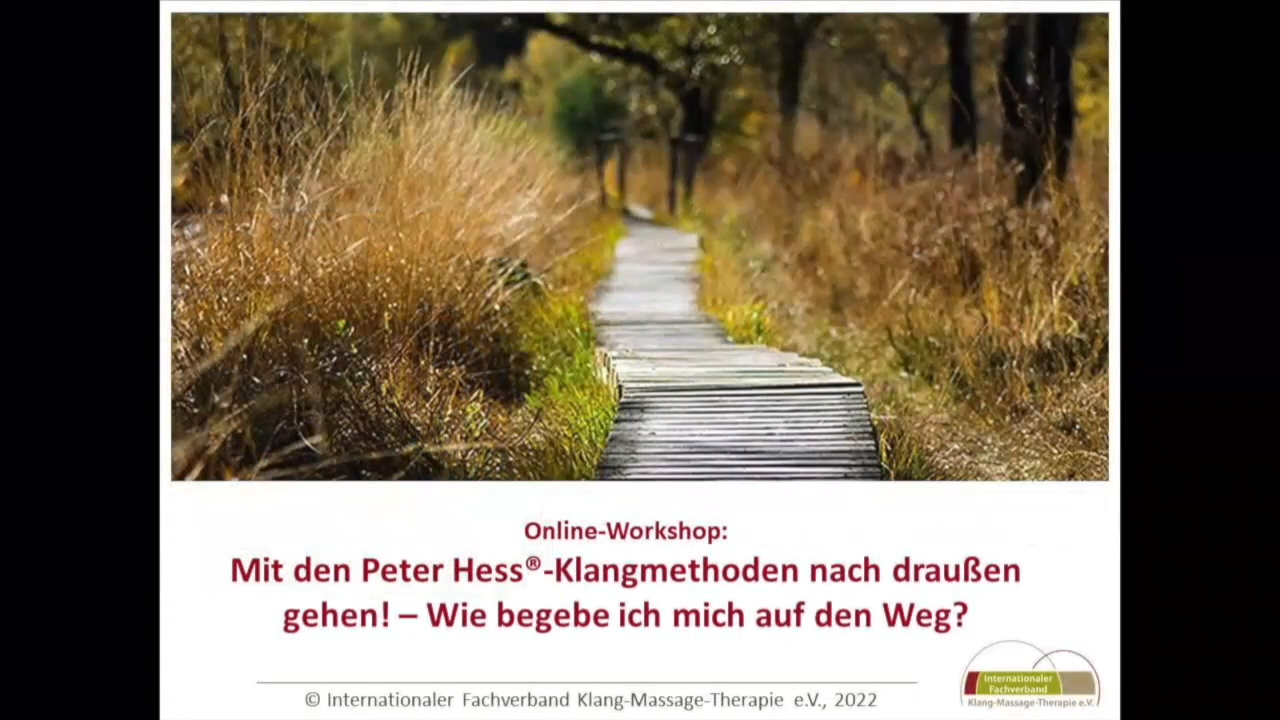 Online-Workshop:
Mit den Peter Hess®-Klangmethoden nach draußen
gehen! – Wie begebe ich mich auf den Weg?
© Internationaler Fachverband Klang-Massage-Therapie e.V., 2022
Internationaler
Fachverband
Klang-Massage-Therapie e.V.